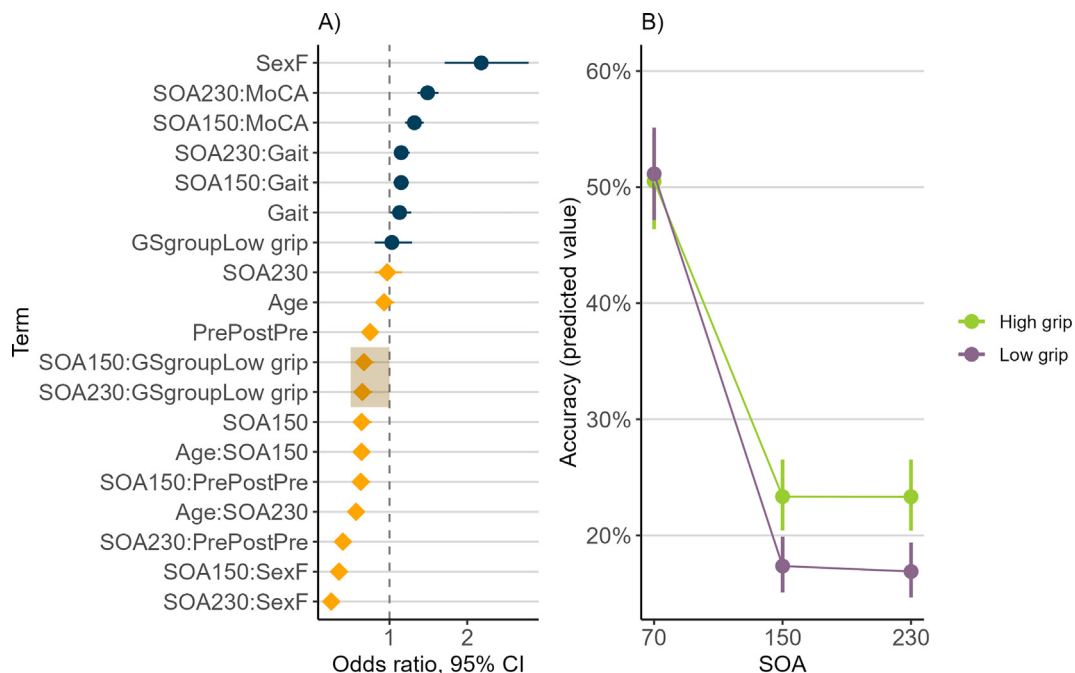 A)
Term
SexF
SOA230:MoCA
SOA150:MoCA
SOA230:Gait
SOA150:Gait
Gait
GSgroupLow grip
SOA230
Age
PrePostPre
SOA150:GSgroupLow grip
SOA230:GSgroupLow grip
SOA150
Age:SOA150
SOA150:PrePostPre
Age:SOA230
SOA230:PrePostPre
SOA150:SexF
SOA230:SexF
1 2
Odds ratio, 95% CI
B)
Accuracy (predicted value)
60%
50%
40%
30%
20%
70 150 230
SOA
High grip
Low grip